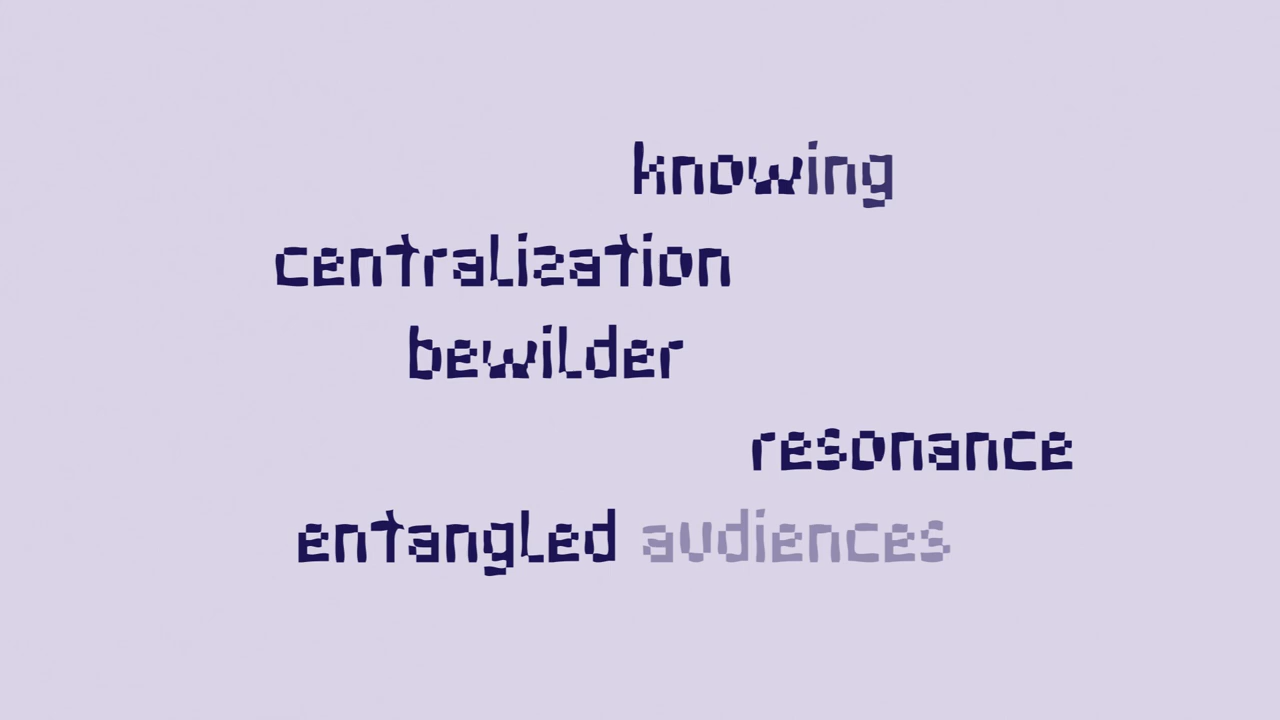 knowing
centralization
bewilder
resonance
entangled audiences